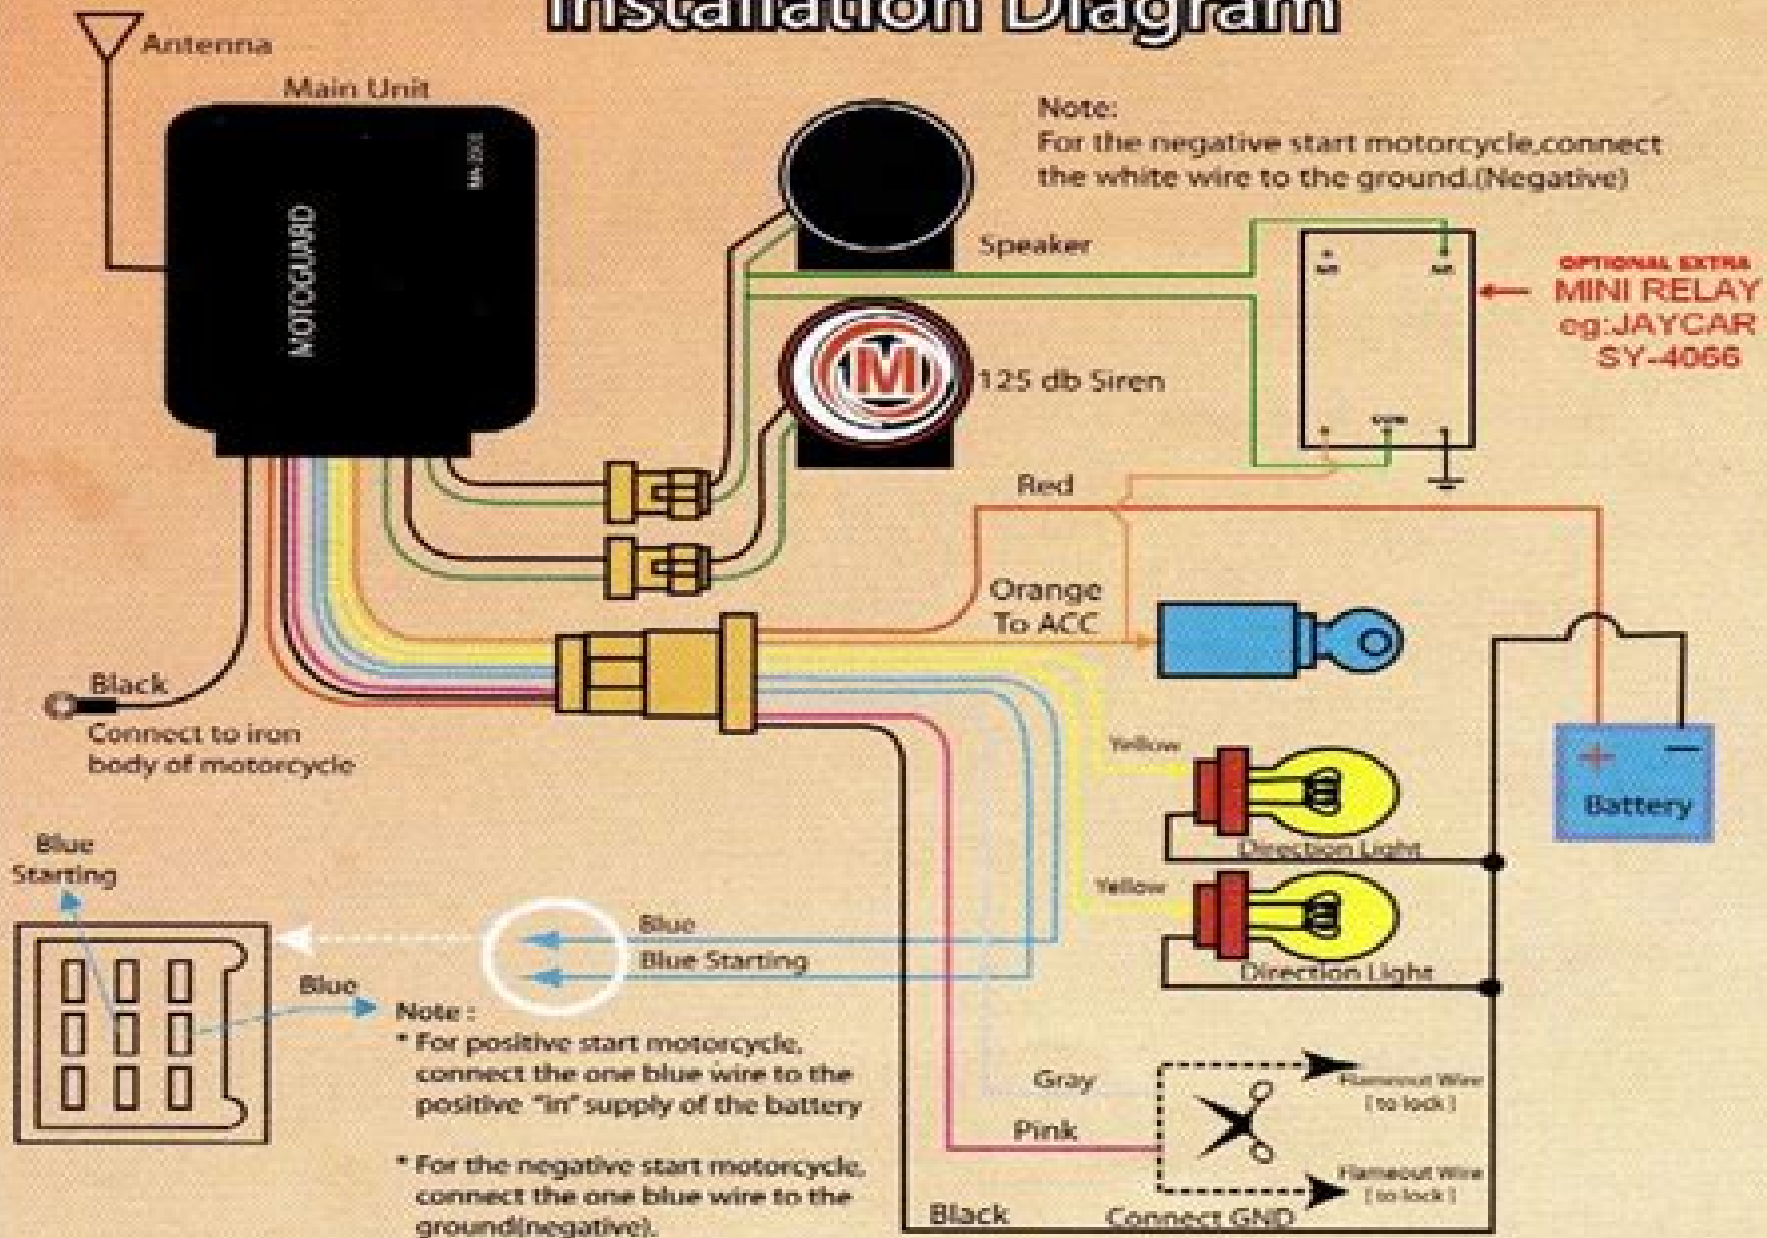 Installation Diagram
Antenna
Main Unit
MOTOGUARD
Note:
For the negative start motorcycle,connect
the white wire to the ground.(Negative)
Speaker
OPTIONAL EXTRA
MINI RELAY
eg:JAYCAR
SY-4066
M
125 db Siren
COM
Red
Orange
To ACC
Black
Connect to iron
body of motorcycle
Yellow
Direction Light
+ −
Battery
Yellow
Direction Light
Blue
Starting
Blue
Blue
Blue Starting
Note :
* For positive start motorcycle,
connect the one blue wire to the
positive "in" supply of the battery
* For the negative start motorcycle,
connect the one blue wire to the
ground(negative).
Gray
Pink
Flameout Wire
[ to lock ]
Flameout Wire
[ to lock ]
Black
Connect GND